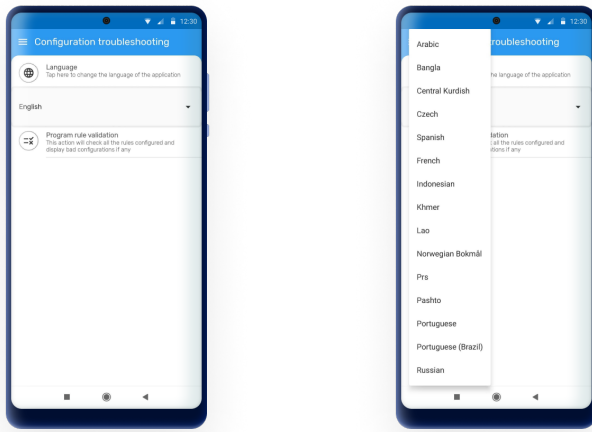 12:30
Configuration troubleshooting
Language
Tap here to change the language of the application
English
Program rule validation
This action will check all the rules configured and
display bad configurations if any
12:30
troubleshooting
he language of the application
dation
all the rules configured and
ations if any
Arabic
Bangla
Central Kurdish
Czech
Spanish
French
Indonesian
Khmer
Lao
Norwegian Bokmål
Prs
Pashto
Portuguese
Portuguese (Brazil)
Russian